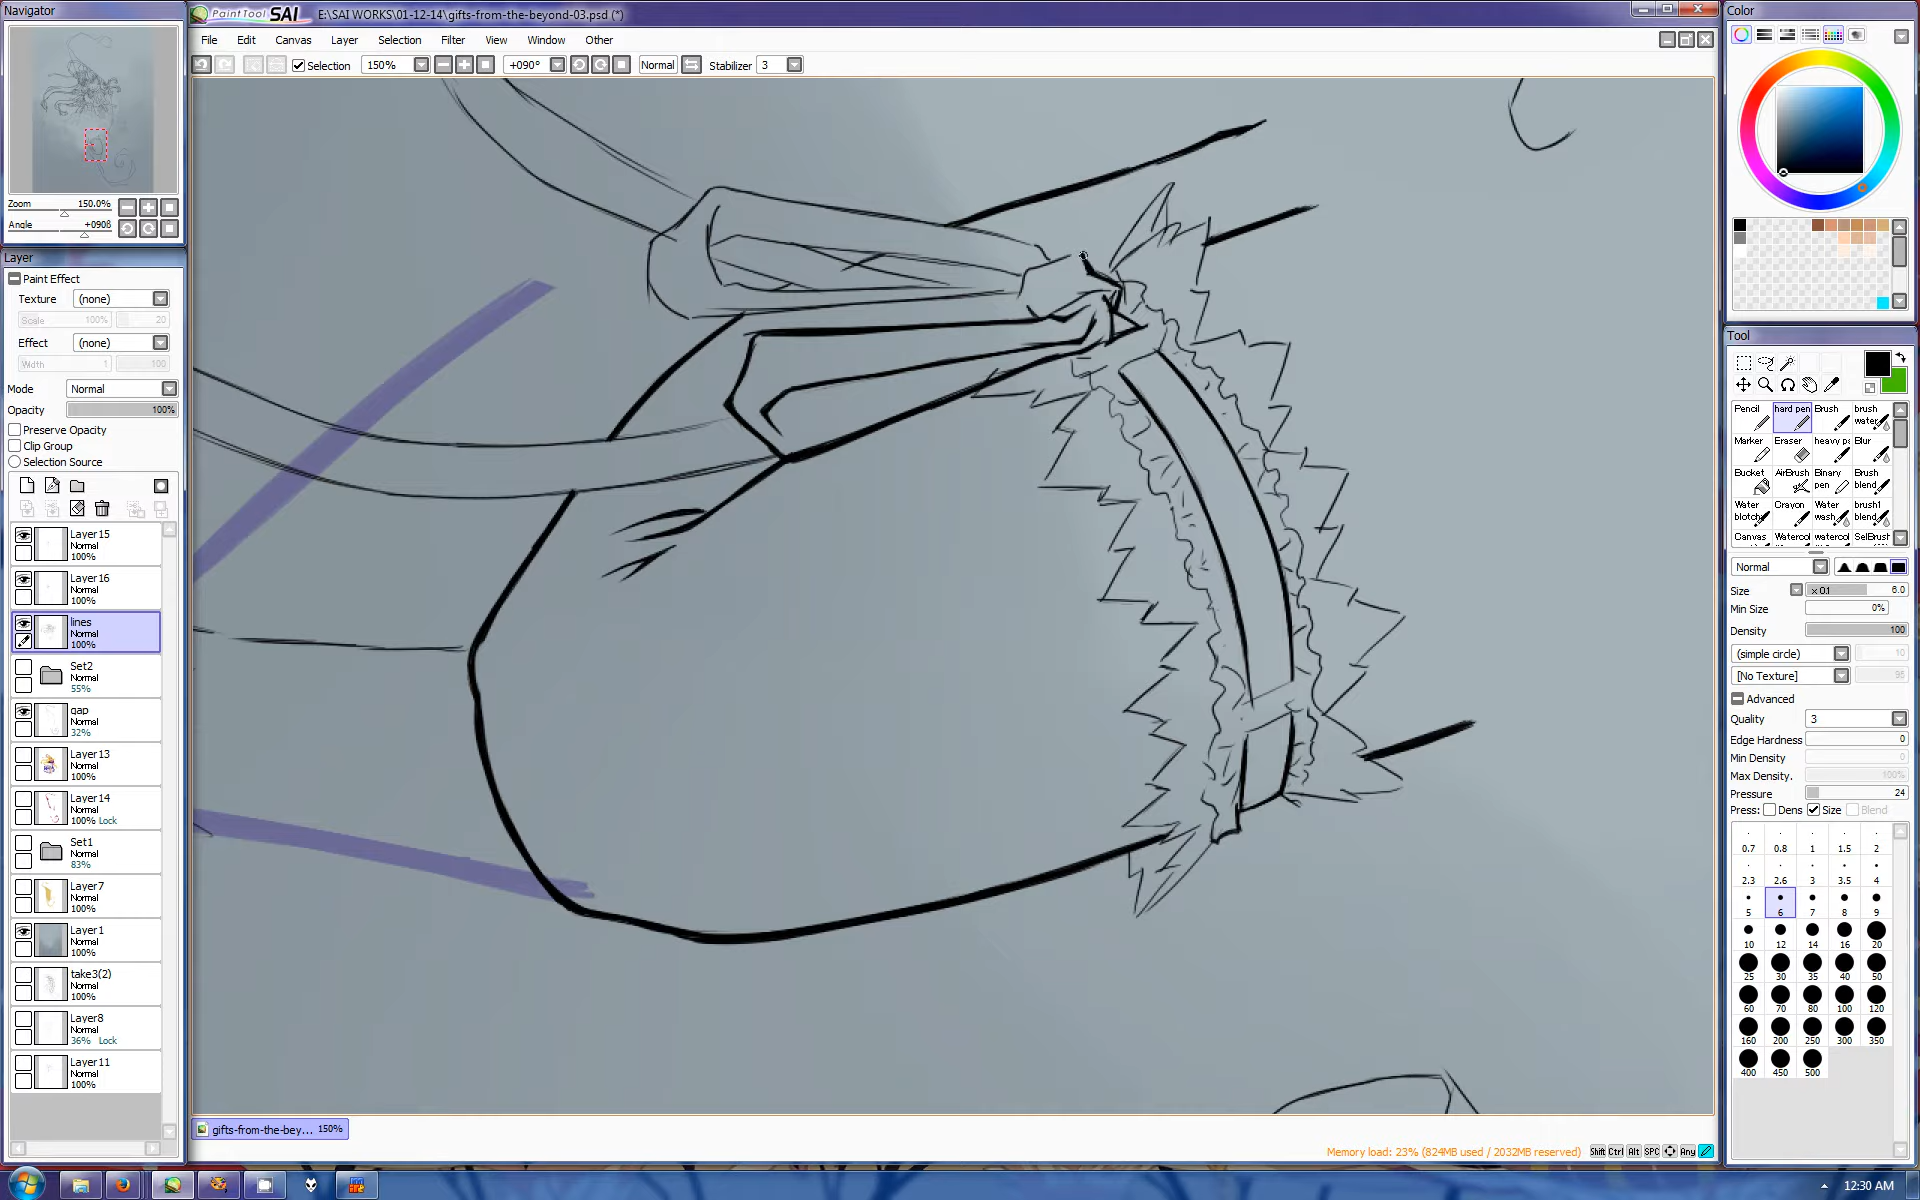 Navigator
PaintTool SAI E:\SAI WORKS\01-12-14\gifts-from-the-beyond-03.psd (*)
File Edit Canvas Layer Selection Filter View Window Other
Selection 150% +090° Normal Stabilizer 3
Zoom 150.0%
Angle +090
Layer
Paint Effect
Texture (none)
Scale 100% 20
Effect (none)
Width 1 100
Mode Normal
Opacity 100%
Preserve Opacity
Clip Group
Selection Source
Layer15
Normal
100%
Layer16
Normal
100%
lines
Normal
100%
Set2
Normal
55%
gap
Normal
32%
Layer13
Normal
100%
Layer14
Normal
100% Lock
Set1
Normal
83%
Layer7
Normal
100%
Layer1
Normal
100%
take3(2)
Normal
100%
Layer8
Normal
36% Lock
Layer11
Normal
100%
gifts-from-the-bey... 150%
Memory load: 23% (824MB used / 2032MB reserved) Shift Ctrl Alt SPC Any
Color
Tool
Pencil hard pen Brush brush water
Marker Eraser heavy p Blur
Bucket AirBrush Binary pen Brush blend
Water blotch Crayon Water wash brush1 blend
Canvas Watercol watercol SelBrush
Normal
Size x 0.1 6.0
Min Size 0%
Density 100
(simple circle) 10
[No Texture] 95
Advanced
Quality 3
Edge Hardness 0
Min Density 0
Max Density. 100%
Pressure 24
Press: Dens Size Blend
0.7 0.8 1 1.5 2
2.3 2.6 3 3.5 4
5 6 7 8 9
10 12 14 16 20
25 30 35 40 50
60 70 80 100 120
160 200 250 300 350
400 450 500
12:30 AM